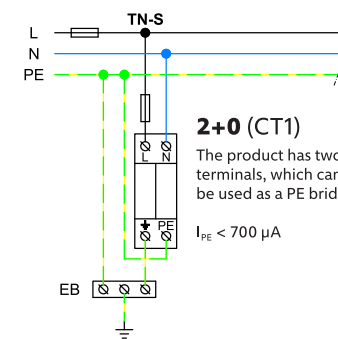 TN-S
L
N
PE
2+0 (CT1)
L N
The product has two
terminals, which can
be used as a PE brid
PE
I PE < 700 µA
EB